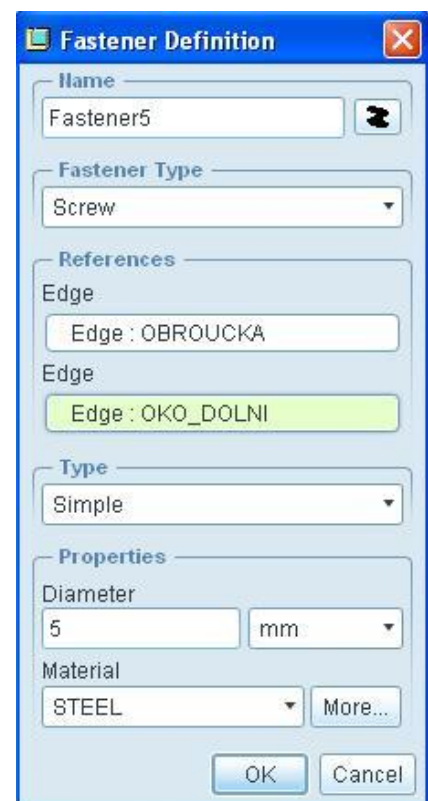 Fastener Definition
Name
Fastener5
Fastener Type
Screw
References
Edge
Edge : OBROUCKA
Edge
Edge : OKO_DOLNI
Type
Simple
Properties
Diameter
5 mm
Material
STEEL More...
OK Cancel